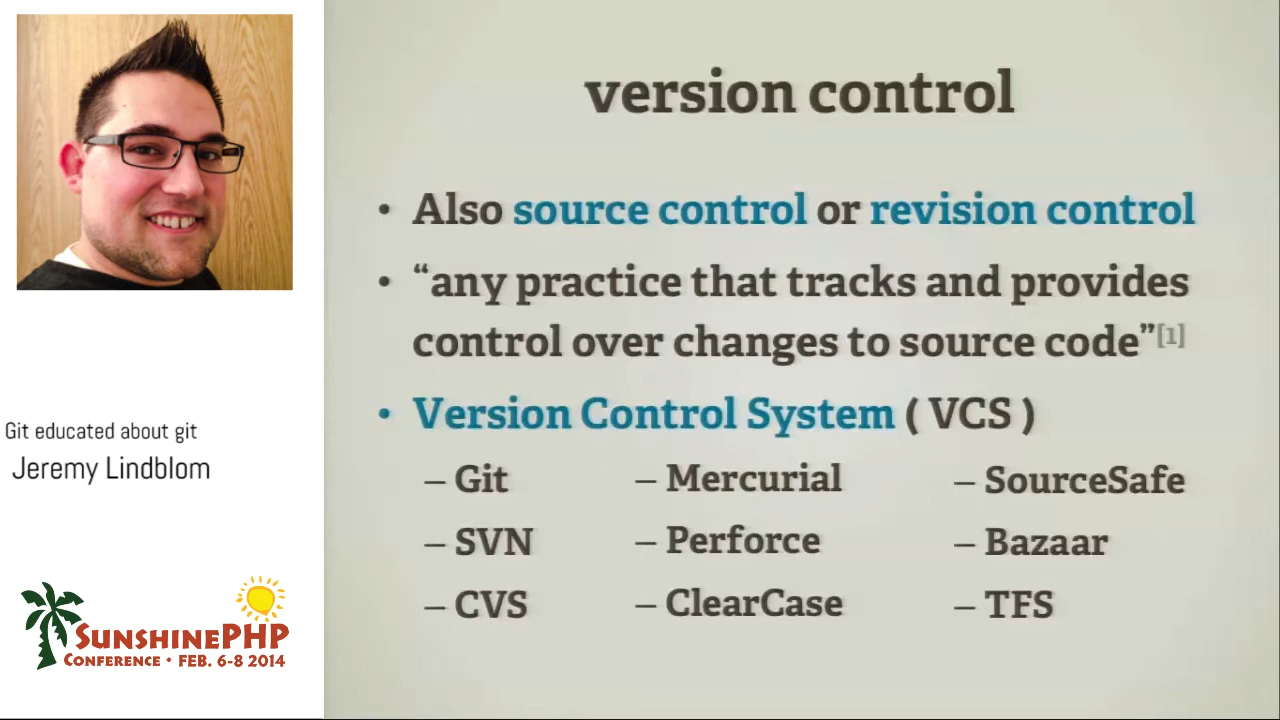 version control
• Also source control or revision control
• “any practice that tracks and provides
control over changes to source code”[1]
• Version Control System ( VCS )
– Git – Mercurial – SourceSafe
– SVN – Perforce – Bazaar
– CVS – ClearCase – TFS
Git educated about git
Jeremy Lindblom
SUNSHINEPHP
CONFERENCE • FEB. 6-8 2014